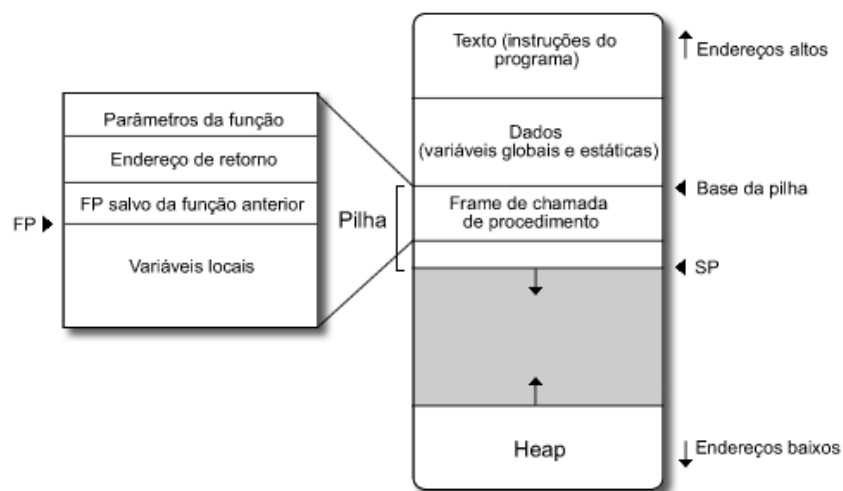 Parâmetros da função
Endereço de retorno
FP salvo da função anterior
FP
Variáveis locais
Pilha
Texto (instruções do
programa)
Dados
(variáveis globais e estáticas)
Frame de chamada
de procedimento
Heap
Endereços altos
Base da pilha
SP
Endereços baixos